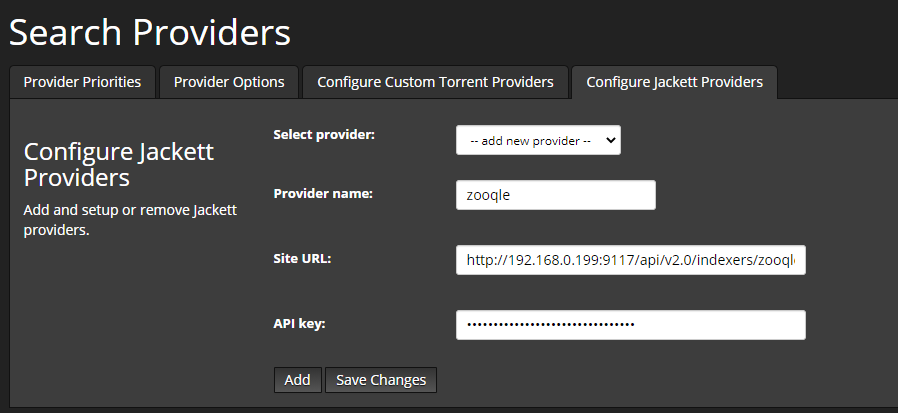 Search Providers
Provider Priorities
Provider Options
Configure Custom Torrent Providers
Configure Jackett Providers
Configure Jackett
Providers
Add and setup or remove Jackett
providers.
Select provider:
-- add new provider --
Provider name:
zooqle
Site URL:
http://192.168.0.199:9117/api/v2.0/indexers/zooql
API key:
••••••••••••••••••••••••••••••••
Add
Save Changes